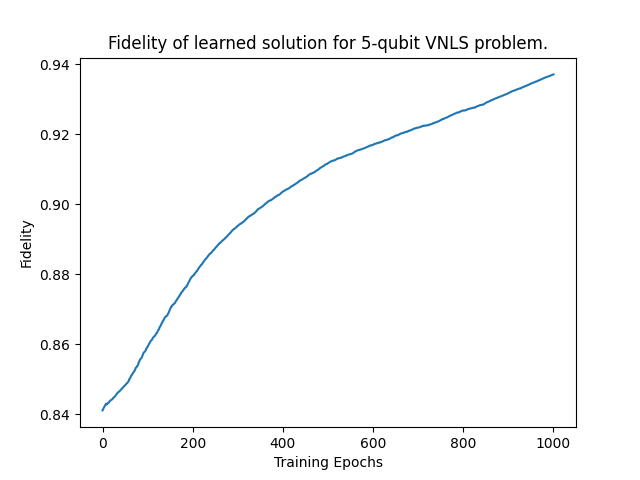 Fidelity of learned solution for 5-qubit VNLS problem.
0.94
0.92
0.90
0.88
0.86
0.84
Fidelity
0 200 400 600 800 1000
Training Epochs